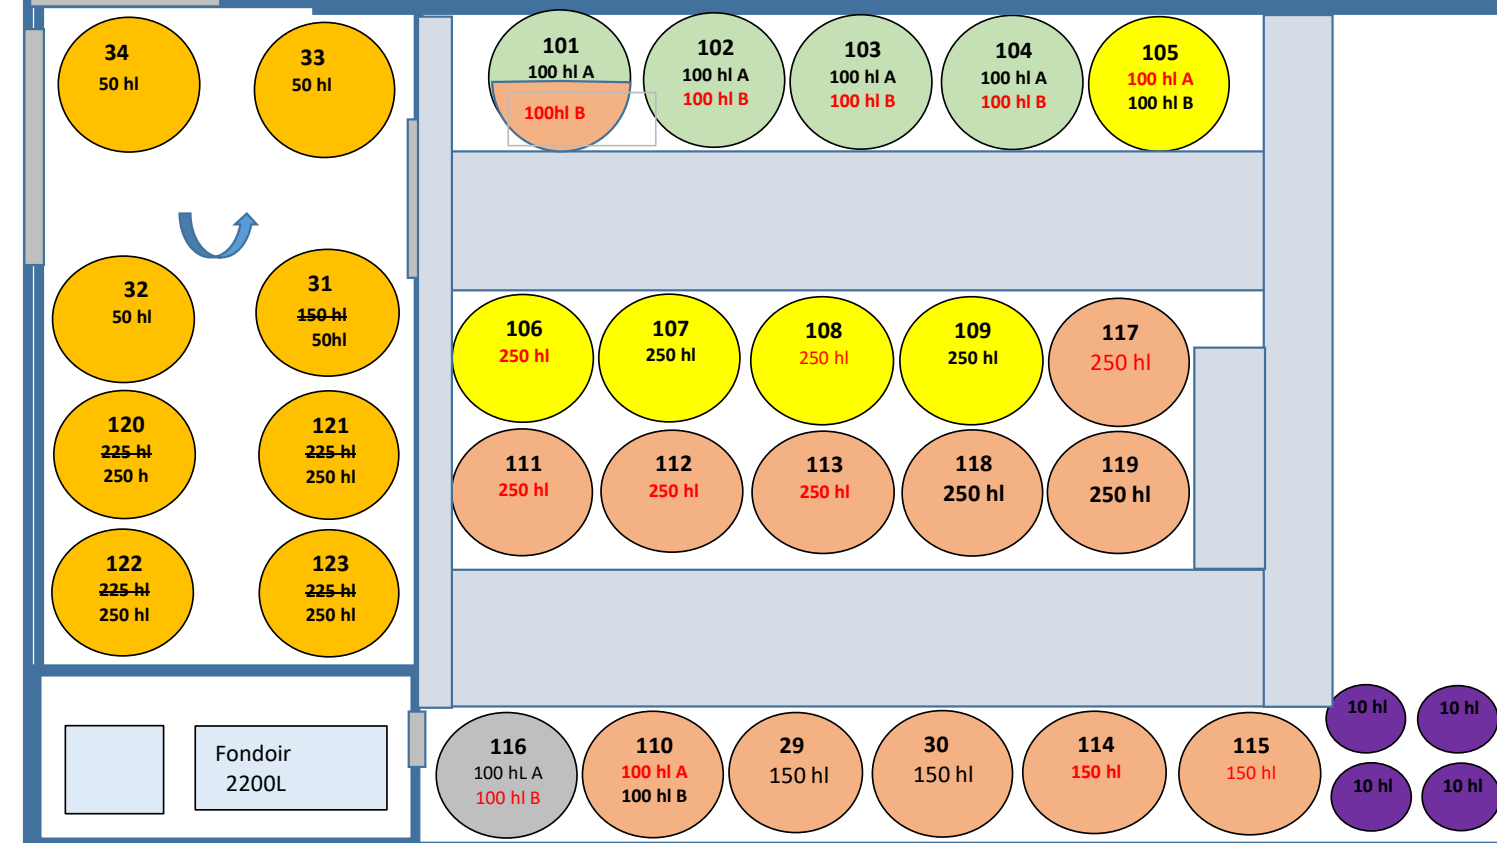 34
50 hl
33
50 hl
32
50 hl
31
150 hl
50hl
120
225 hl
250 h
121
225 hl
250 hl
122
225 hl
250 hl
123
225 hl
250 hl
Fondoir
2200L
101
100 hl A
100hl B
102
100 hl A
100 hl B
103
100 hl A
100 hl B
104
100 hl A
100 hl B
105
100 hl A
100 hl B
106
250 hl
107
250 hl
108
250 hl
109
250 hl
117
250 hl
111
250 hl
112
250 hl
113
250 hl
118
250 hl
119
250 hl
116
100 hL A
100 hl B
110
100 hl A
100 hl B
29
150 hl
30
150 hl
114
150 hl
115
150 hl
10 hl
10 hl
10 hl
10 hl